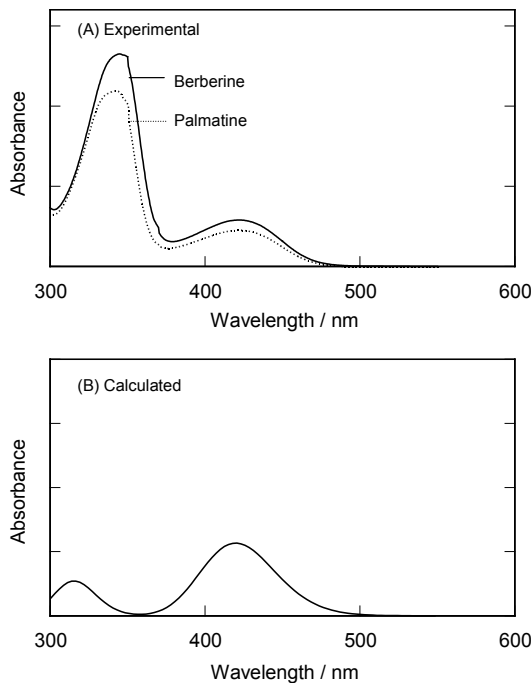 (A) Experimental
Berberine
Palmatine
Absorbance
300
400
500
600
Wavelength / nm
(B) Calculated
Absorbance
300
400
500
600
Wavelength / nm